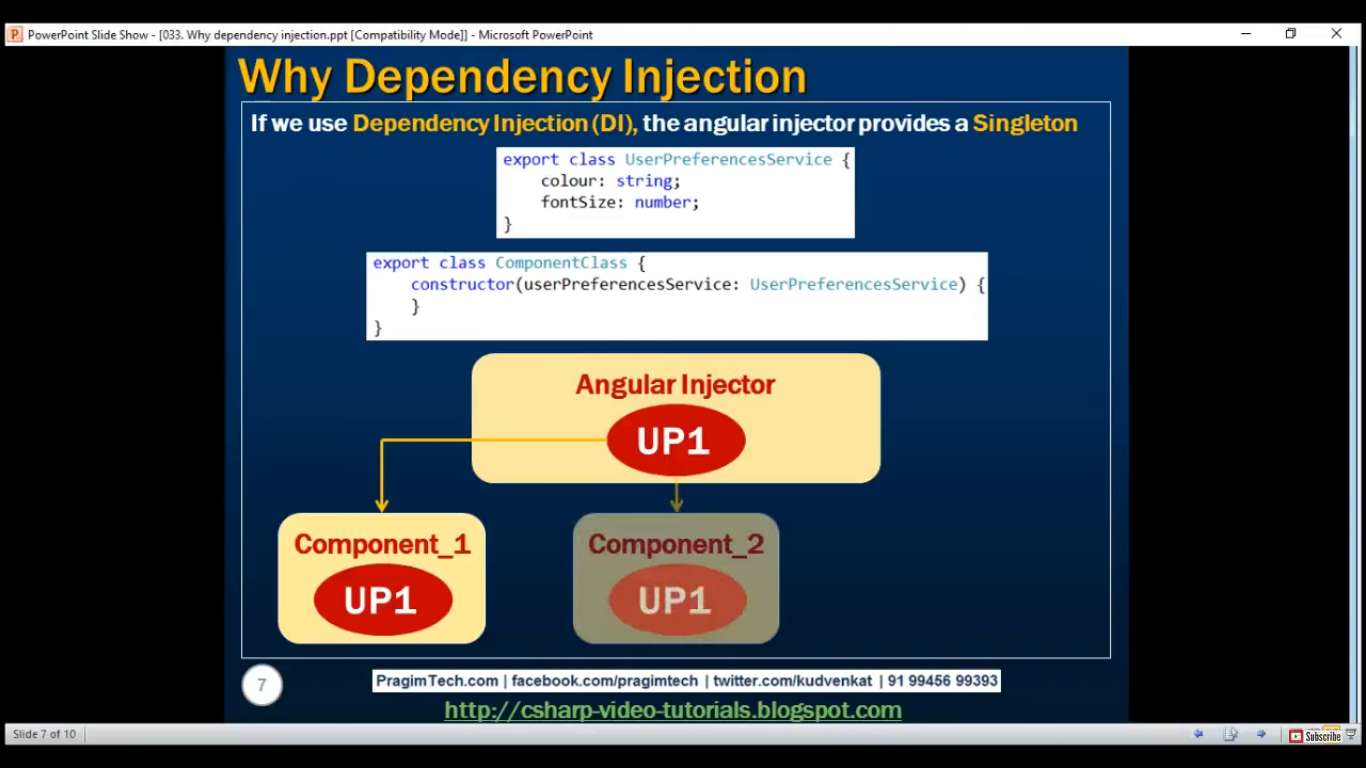 PowerPoint Slide Show - [033. Why dependency injection.ppt [Compatibility Mode]] - Microsoft PowerPoint
Why Dependency Injection
If we use Dependency Injection (DI), the angular injector provides a Singleton
export class UserPreferencesService {
colour: string;
fontSize: number;
}
export class ComponentClass {
constructor(userPreferencesService: UserPreferencesService) {
}
}
Angular Injector
UP1
Component_1
UP1
Component_2
UP1
7
PragimTech.com | facebook.com/pragimtech | twitter.com/kudvenkat | 91 99456 99393
http://csharp-video-tutorials.blogspot.com
Slide 7 of 10
Subscribe